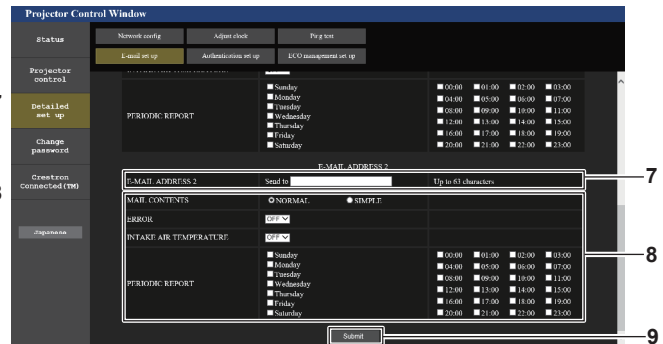 Projector Control Window
Status
Projector control
Detailed set up
Change password
Crestron Connected(TM)
Japanese
Network config Adjust clock Ping test
E-mail set up Authentication set up ECO management set up
PERIODIC REPORT
Sunday
Monday
Tuesday
Wednesday
Thursday
Friday
Saturday
00:00 01:00 02:00 03:00
04:00 05:00 06:00 07:00
08:00 09:00 10:00 11:00
12:00 13:00 14:00 15:00
16:00 17:00 18:00 19:00
20:00 21:00 22:00 23:00
E-MAIL ADDRESS 2
E-MAIL ADDRESS 2 Send to Up to 63 characters
7
MAIL CONTENTS NORMAL SIMPLE
ERROR OFF
INTAKE AIR TEMPERATURE OFF
8
PERIODIC REPORT
Sunday
Monday
Tuesday
Wednesday
Thursday
Friday
Saturday
00:00 01:00 02:00 03:00
04:00 05:00 06:00 07:00
08:00 09:00 10:00 11:00
12:00 13:00 14:00 15:00
16:00 17:00 18:00 19:00
20:00 21:00 22:00 23:00
Submit
9